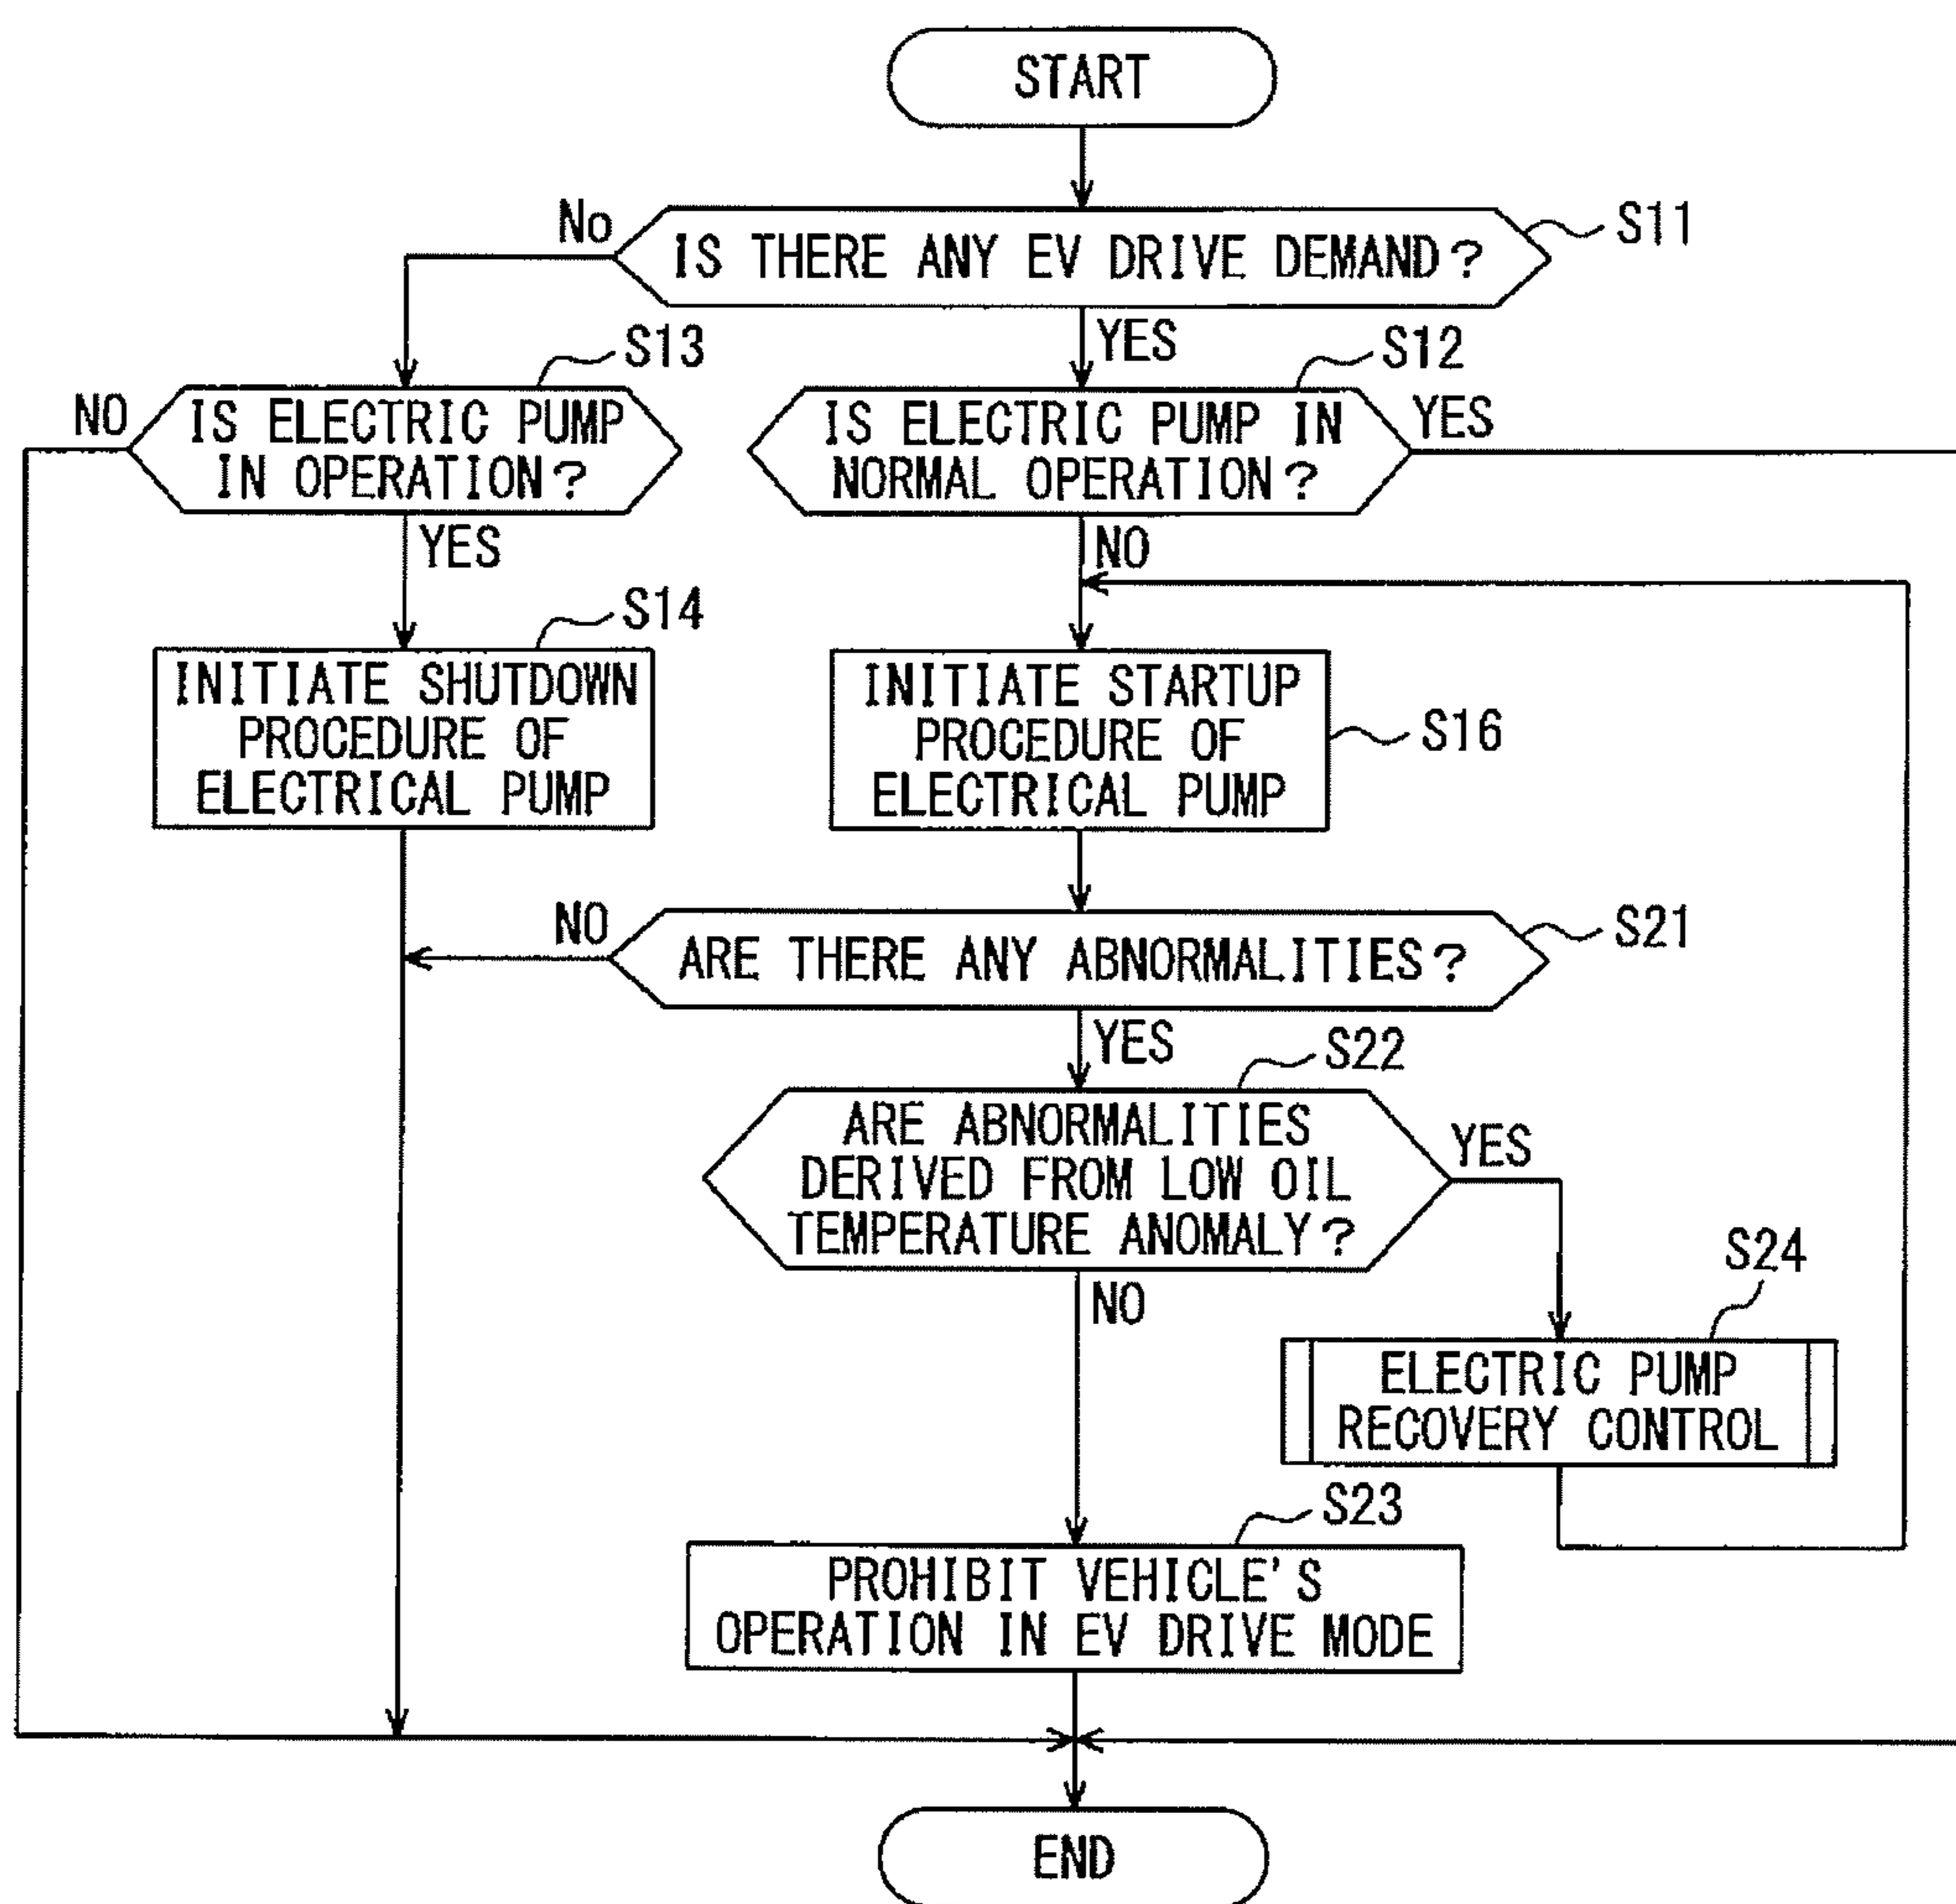 START
No
IS THERE ANY EV DRIVE DEMAND?
S11
YES
S13
S12
NO
IS ELECTRIC PUMP
IN OPERATION?
IS ELECTRIC PUMP IN
NORMAL OPERATION?
YES
YES
NO
S14
INITIATE SHUTDOWN
PROCEDURE OF
ELECTRICAL PUMP
INITIATE STARTUP
PROCEDURE OF
ELECTRICAL PUMP
S16
NO
ARE THERE ANY ABNORMALITIES?
S21
YES
S22
ARE ABNORMALITIES
DERIVED FROM LOW OIL
TEMPERATURE ANOMALY?
YES
NO
S24
ELECTRIC PUMP
RECOVERY CONTROL
S23
PROHIBIT VEHICLE'S
OPERATION IN EV DRIVE MODE
END